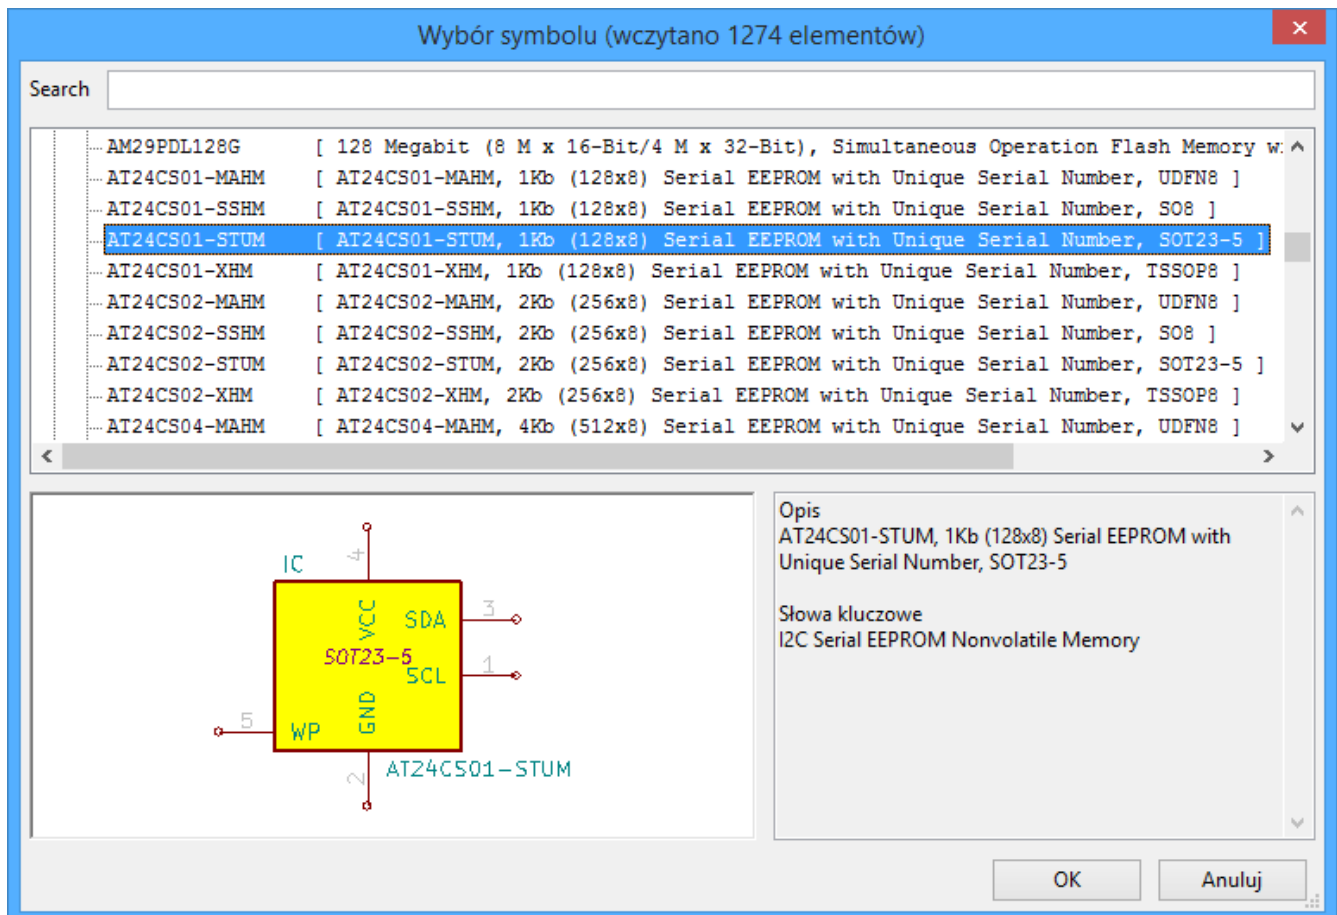 Wybór symbolu (wczytano 1274 elementów)
Search
AM29PDL128G [ 128 Megabit (8 M x 16-Bit/4 M x 32-Bit), Simultaneous Operation Flash Memory
AT24CS01-MAHM [ AT24CS01-MAHM, 1Kb (128x8) Serial EEPROM with Unique Serial Number, UDFN8 ]
AT24CS01-SSHM [ AT24CS01-SSHM, 1Kb (128x8) Serial EEPROM with Unique Serial Number, SO8 ]
AT24CS01-STUM [ AT24CS01-STUM, 1Kb (128x8) Serial EEPROM with Unique Serial Number, SOT23-5 ]
AT24CS01-XHM [ AT24CS01-XHM, 1Kb (128x8) Serial EEPROM with Unique Serial Number, TSSOP8 ]
AT24CS02-MAHM [ AT24CS02-MAHM, 2Kb (256x8) Serial EEPROM with Unique Serial Number, UDFN8 ]
AT24CS02-SSHM [ AT24CS02-SSHM, 2Kb (256x8) Serial EEPROM with Unique Serial Number, SO8 ]
AT24CS02-STUM [ AT24CS02-STUM, 2Kb (256x8) Serial EEPROM with Unique Serial Number, SOT23-5 ]
AT24CS02-XHM [ AT24CS02-XHM, 2Kb (256x8) Serial EEPROM with Unique Serial Number, TSSOP8 ]
AT24CS04-MAHM [ AT24CS04-MAHM, 4Kb (512x8) Serial EEPROM with Unique Serial Number, UDFN8 ]
IC
4
VCC
SDA
3
SOT23-5
SCL
1
5
WP
GND
2
AT24CS01-STUM
Opis
AT24CS01-STUM, 1Kb (128x8) Serial EEPROM with
Unique Serial Number, SOT23-5
Słowa kluczowe
I2C Serial EEPROM Nonvolatile Memory
OK
Anuluj